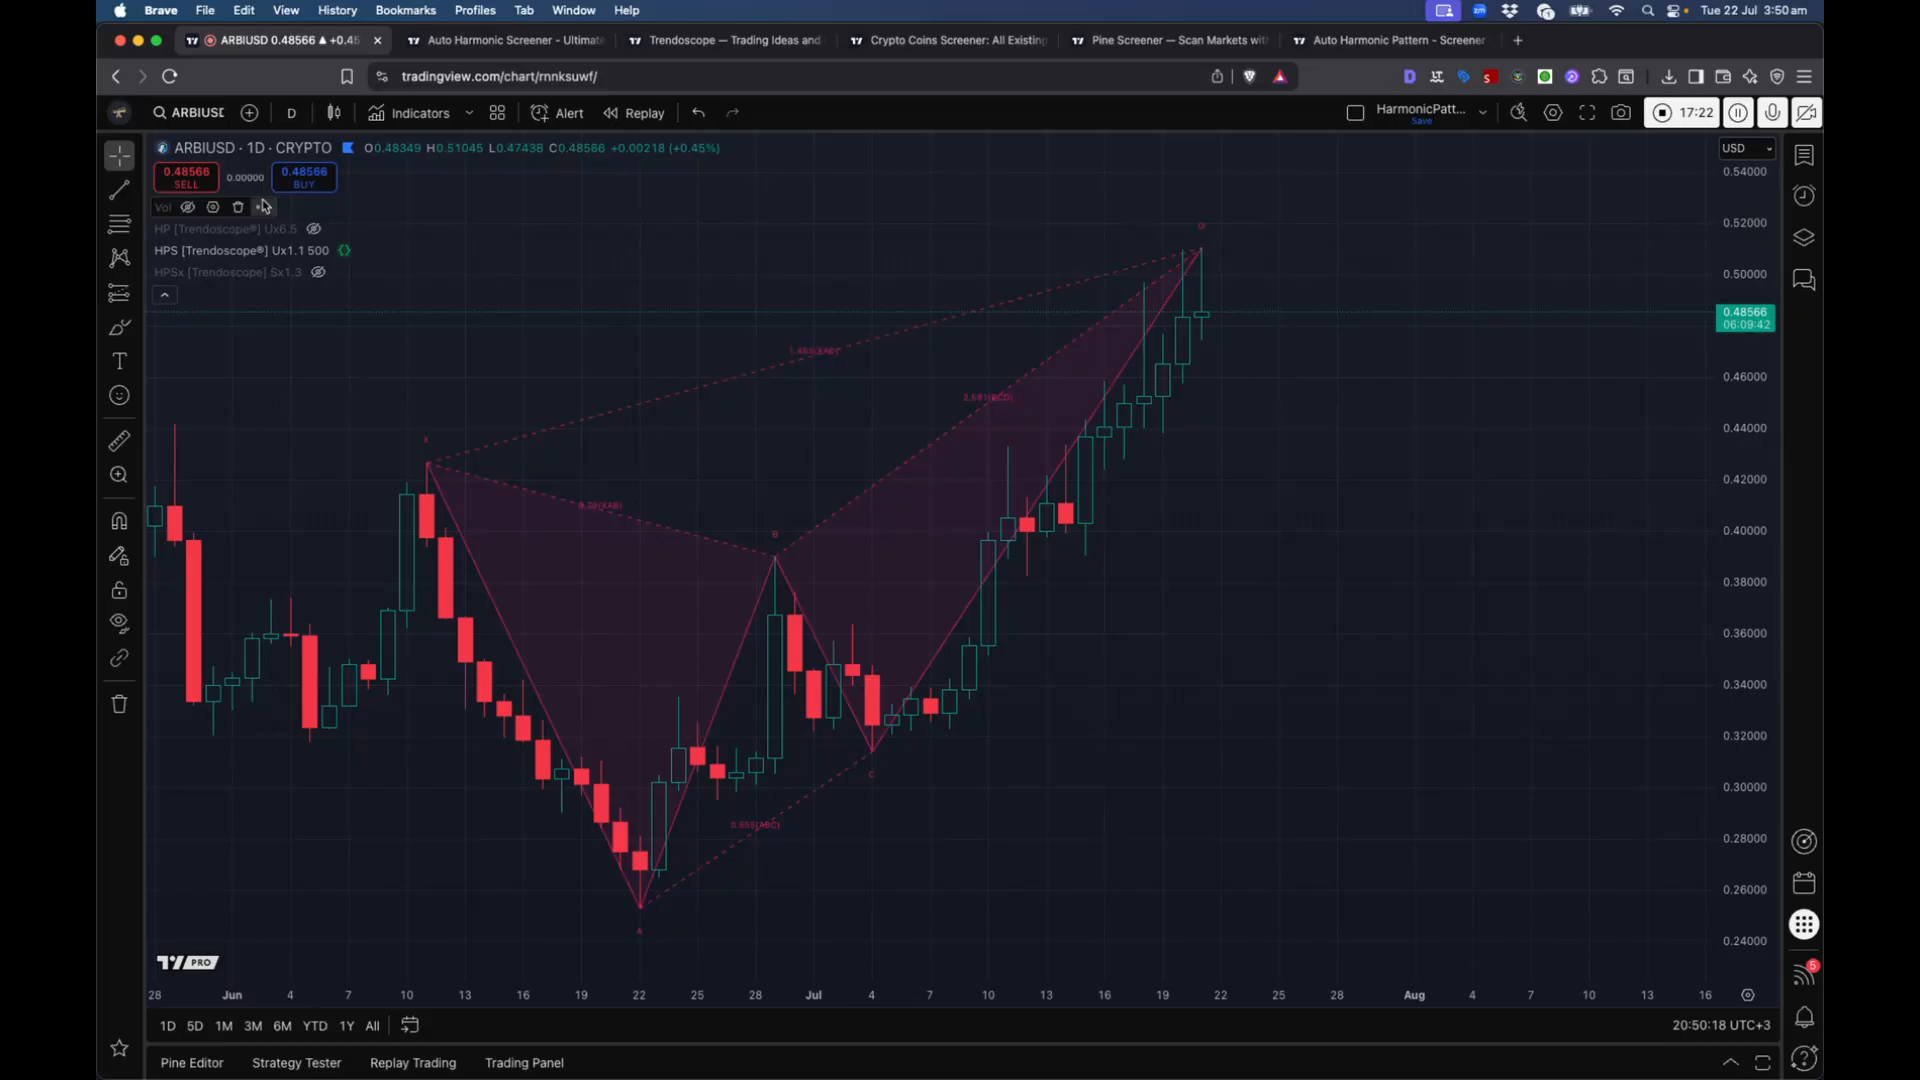 Brave File Edit View History Bookmarks Profiles Tab Window Help
zm
Tue 22 Jul 3:50am
ARBIUSD 0.48566 ▲ +0.45
Auto Harmonic Screener - Ultimate
Trendoscope — Trading Ideas and
Crypto Coins Screener: All Existing
Pine Screener — Scan Markets wit
Auto Harmonic Pattern - Screener
tradingview.com/chart/rnnksuwf/
ARBIUSD
D
Indicators
Alert
Replay
HarmonicPatt...
Save
17:22
ARBIUSD · 1D · CRYPTO O0.48349 H0.51045 L0.47438 C0.48566 +0.00218 (+0.45%)
USD
0.48566
SELL
0.00000
0.48566
BUY
Vol
HP [Trendoscope®] Ux6.5
HPS [Trendoscope®] Ux1.1 500
HPSx [Trendoscope] Sx1.3
0.54000
0.52000
0.50000
0.48566
06:09:42
0.46000
0.44000
0.42000
0.40000
0.38000
0.36000
0.34000
0.32000
0.30000
0.28000
0.26000
0.24000
X
B
C
A
D
2.581(BCD)
PRO
28 Jun 4 7 10 13 16 19 22 25 28 Jul 4 7 10 13 16 19 22 25 28 Aug 4 7 10 13 16
5
1D 5D 1M 3M 6M YTD 1Y All
20:50:18 UTC+3
Pine Editor Strategy Tester Replay Trading Trading Panel